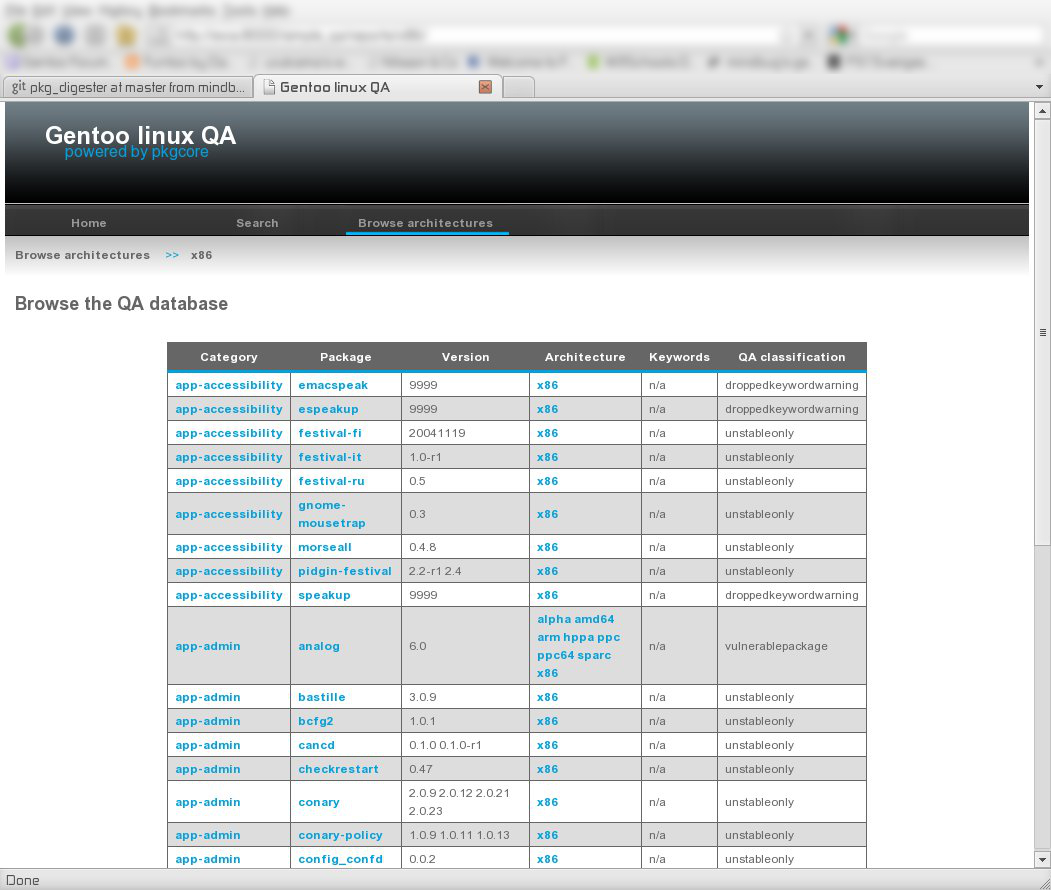 git pkg_digester at master from mindb...
Gentoo linux QA
Gentoo linux QA
powered by pkgcore
Home Search Browse architectures
Browse architectures >> x86
Browse the QA database
Category Package Version Architecture Keywords QA classification
app-accessibility emacspeak 9999 x86 n/a droppedkeywordwarning
app-accessibility espeakup 9999 x86 n/a droppedkeywordwarning
app-accessibility festival-fi 20041119 x86 n/a unstableonly
app-accessibility festival-it 1.0-r1 x86 n/a unstableonly
app-accessibility festival-ru 0.5 x86 n/a unstableonly
app-accessibility gnome-
mousetrap 0.3 x86 n/a unstableonly
app-accessibility morseall 0.4.8 x86 n/a unstableonly
app-accessibility pidgin-festival 2.2-r1 2.4 x86 n/a unstableonly
app-accessibility speakup 9999 x86 n/a droppedkeywordwarning
app-admin analog 6.0 alpha amd64
arm hppa ppc
ppc64 sparc
x86 n/a vulnerablepackage
app-admin bastille 3.0.9 x86 n/a unstableonly
app-admin bcfg2 1.0.1 x86 n/a unstableonly
app-admin cancd 0.1.0 0.1.0-r1 x86 n/a unstableonly
app-admin checkrestart 0.47 x86 n/a unstableonly
app-admin conary 2.0.9 2.0.12 2.0.21
2.0.23 x86 n/a unstableonly
app-admin conary-policy 1.0.9 1.0.11 1.0.13 x86 n/a unstableonly
app-admin config_confd 0.0.2 x86 n/a unstableonly
Done